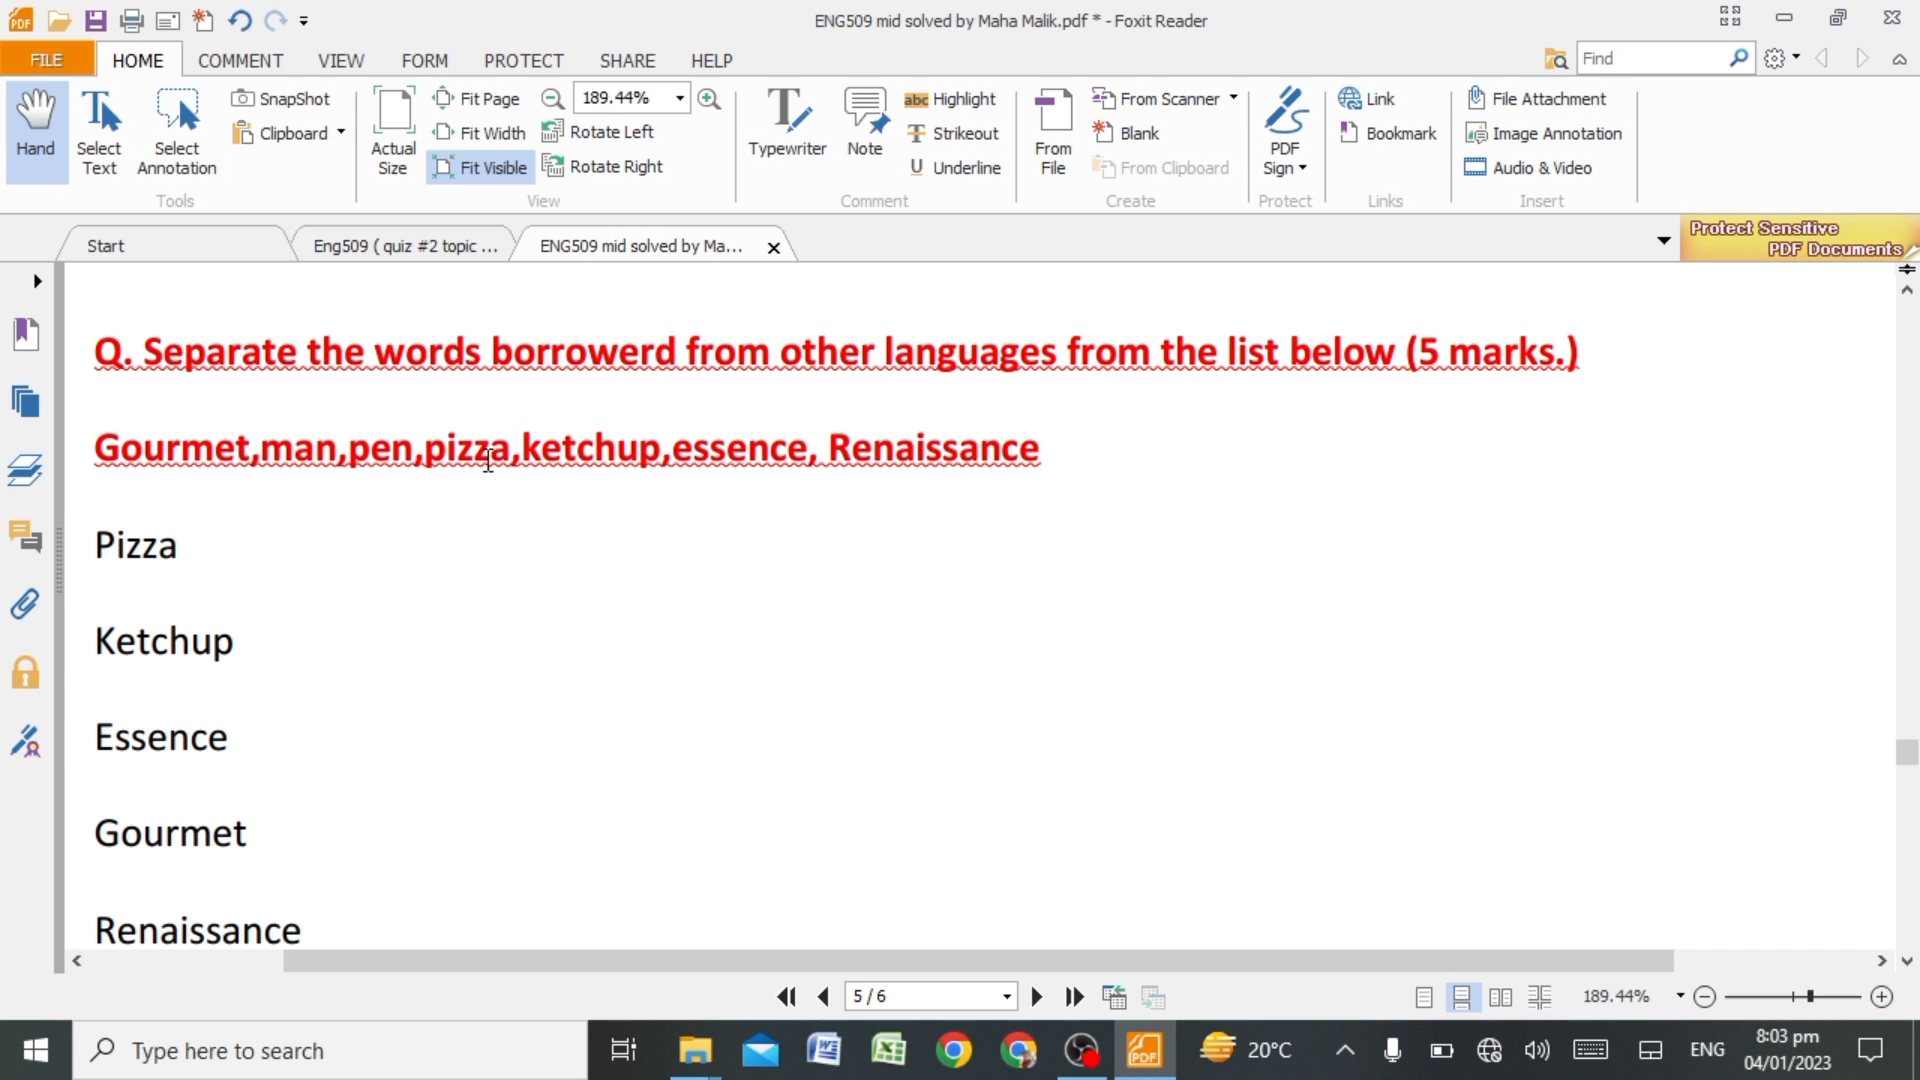 ENG509 mid solved by Maha Malik.pdf * - Foxit Reader
FILE HOME COMMENT VIEW FORM PROTECT SHARE HELP
Find
Hand
Select Text
Select Annotation
SnapShot
Clipboard
Tools
Actual Size
Fit Page
Fit Width
Fit Visible
189.44%
Rotate Left
Rotate Right
View
Typewriter
Note
abc Highlight
Strikeout
Underline
Comment
From File
From Scanner
Blank
From Clipboard
Create
PDF Sign
Protect
Link
Bookmark
Links
File Attachment
Image Annotation
Audio & Video
Insert
Start
Eng509 ( quiz #2 topic ...
ENG509 mid solved by Ma...
Protect Sensitive
PDF Documents
Q. Separate the words borrowerd from other languages from the list below (5 marks.)
Gourmet,man,pen,pizza,ketchup,essence, Renaissance
Pizza
Ketchup
Essence
Gourmet
Renaissance
5 / 6
189.44%
Type here to search
20°C
ENG
8:03 pm
04/01/2023